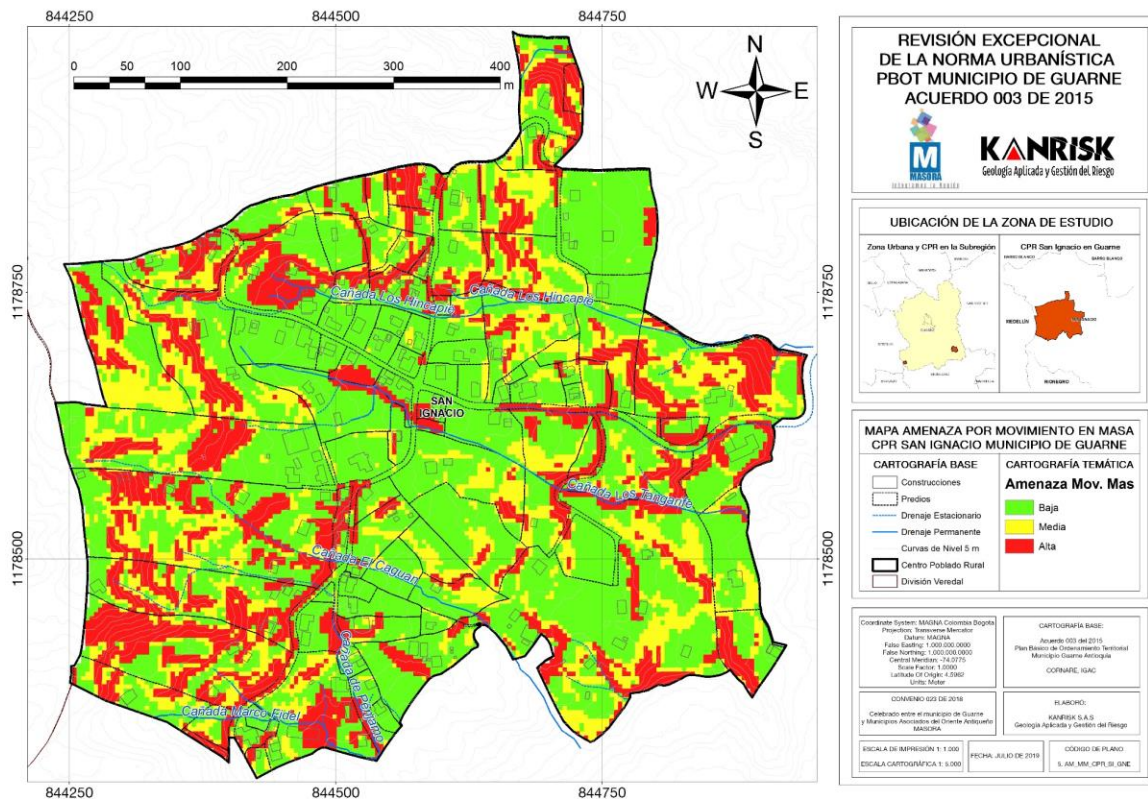 844250
844500
844750
0
50
100
200
300
400
m
N
W
E
S
1178750
1178500
Cañada Los Hincapie
Cañada Los Hincapie
SAN
IGNACIO
Cañada El Caguan
Cañada Marco Fidel
844250
844500
844750
REVISIÓN EXCEPCIONAL
DE LA NORMA URBANÍSTICA
PBOT MUNICIPIO DE GUARNE
ACUERDO 003 DE 2015
M
MASORA
KANRISK
Geología Aplicada y Gestión del Riesgo
UBICACIÓN DE LA ZONA DE ESTUDIO
Zona Urbana y CPR en la Subregión
CPR San Ignacio en Guarne
MEDELLIN
RIONEGRO
MAPA AMENAZA POR MOVIMIENTO EN MASA
CPR SAN IGNACIO MUNICIPIO DE GUARNE
CARTOGRAFÍA BASE
Construcciones
Predios
Drenaje Estacionario
Drenaje Permanente
Curvas de Nivel 5 m
Centro Poblado Rural
División Veredal
CARTOGRAFÍA TEMÁTICA
Amenaza Mov. Mas
Baja
Media
Alta
Coordinate System: MAGNA Colombia Bogota
Projection: Transverse Mercator
Datum: MAGNA
False Easting: 1.000.000.0000
False Northing: 1.000.000.0000
Central Meridian: -74.0775
Scale Factor: 1.0000
Latitude Of Origin: 4.5962
Units: Meter
CARTOGRAFÍA BASE:
Acuerdo 003 del 2015
Plan Básico de Ordenamiento Territorial
Municipio Guarne Antioquia
CORNARE, IGAC
CONVENIO 023 DE 2018
Celebrado entre el municipio de Guarne
y Municipios Asociados del Oriente Antioqueño
MASORA
ELABORO:
KANRISK S.A.S
Geología Aplicada y Gestión del Riesgo
ESCALA DE IMPRESIÓN 1: 1.000
ESCALA CARTOGRÁFICA 1: 5.000
FECHA: JULIO DE 2019
CÓDIGO DE PLANO
5. AM_MM_CPR_SI_GNE